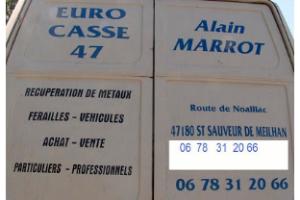 EURO
CASSE
47
RECUPERATION DE METAUX
FERAILLES - VEHICULES
ACHAT - VENTE
PARTICULIERS - PROFESSIONNELS
Alain
MARROT
Route de Noaillac
47180 ST SAUVEUR DE MEILHAN
06 78 31 20 66
06 78 31 20 66